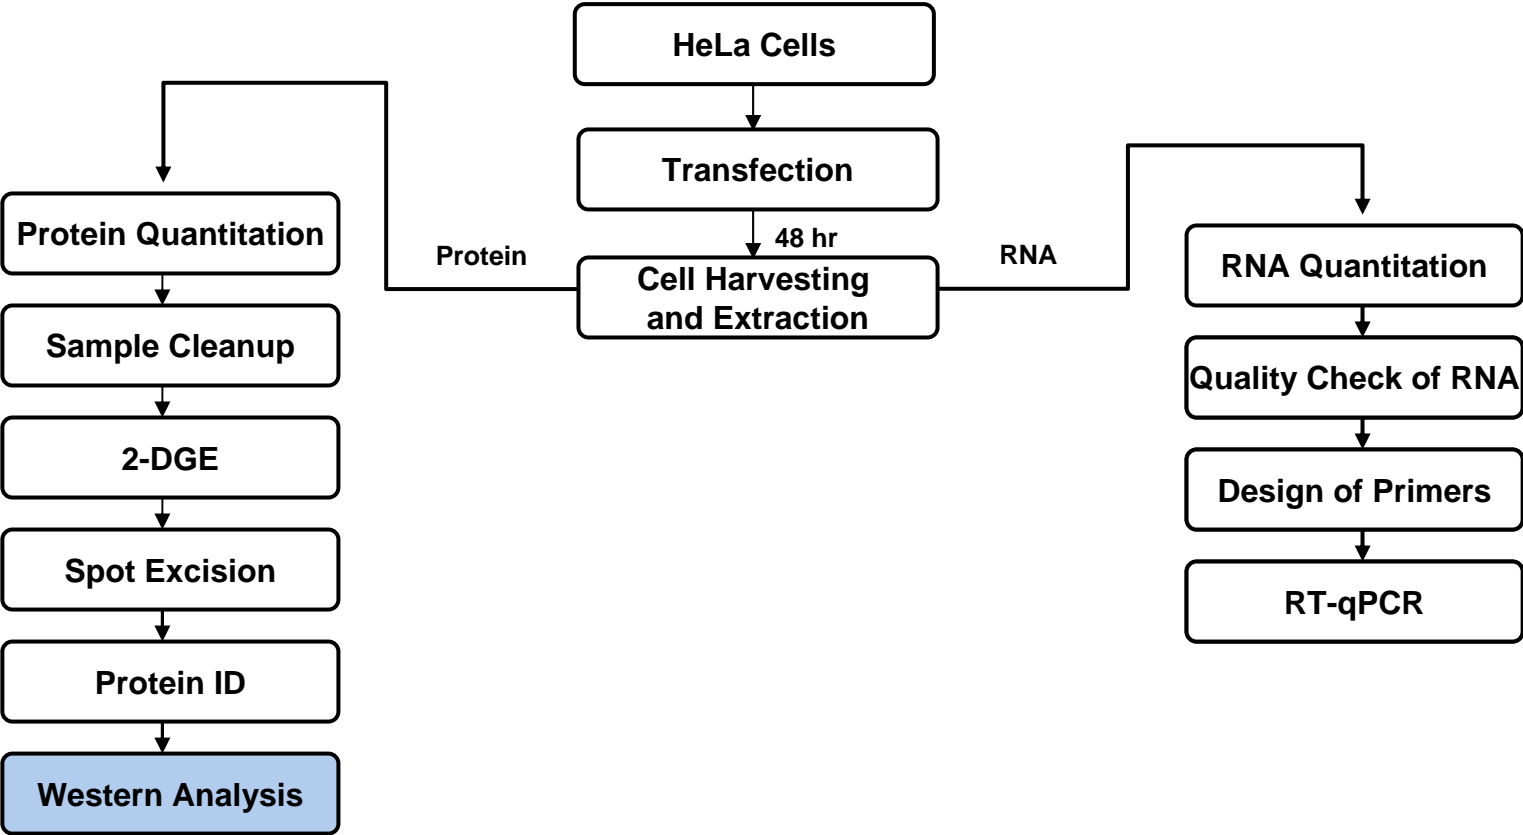 HeLa Cells
Transfection
48 hr
Cell Harvesting
and Extraction
Protein
Protein Quantitation
Sample Cleanup
2-DGE
Spot Excision
Protein ID
Western Analysis
RNA
RNA Quantitation
Quality Check of RNA
Design of Primers
RT-qPCR